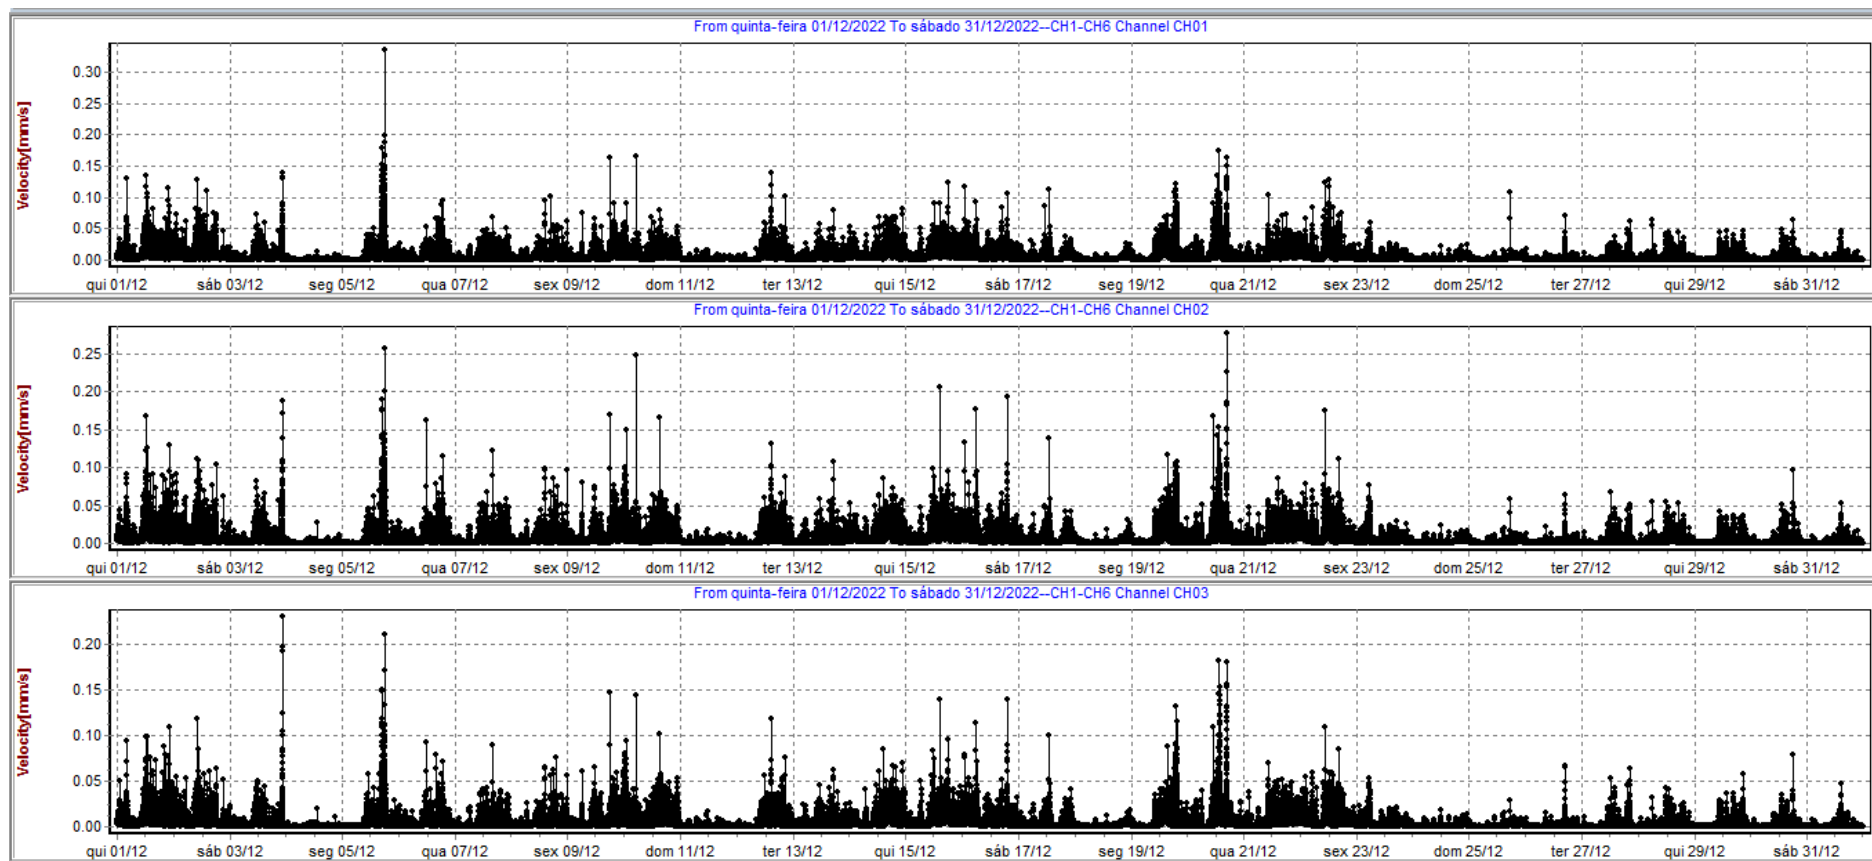 From quinta-feira 01/12/2022 To sábado 31/12/2022--CH1-CH6 Channel CH01
Velocity[mm/s]
0.30
0.25
0.20
0.15
0.10
0.05
0.00
qui 01/12 sáb 03/12 seg 05/12 qua 07/12 sex 09/12 dom 11/12 ter 13/12 qui 15/12 sáb 17/12 seg 19/12 qua 21/12 sex 23/12 dom 25/12 ter 27/12 qui 29/12 sáb 31/12
From quinta-feira 01/12/2022 To sábado 31/12/2022--CH1-CH6 Channel CH02
Velocity[mm/s]
0.25
0.20
0.15
0.10
0.05
0.00
qui 01/12 sáb 03/12 seg 05/12 qua 07/12 sex 09/12 dom 11/12 ter 13/12 qui 15/12 sáb 17/12 seg 19/12 qua 21/12 sex 23/12 dom 25/12 ter 27/12 qui 29/12 sáb 31/12
From quinta-feira 01/12/2022 To sábado 31/12/2022--CH1-CH6 Channel CH03
Velocity[mm/s]
0.20
0.15
0.10
0.05
0.00
qui 01/12 sáb 03/12 seg 05/12 qua 07/12 sex 09/12 dom 11/12 ter 13/12 qui 15/12 sáb 17/12 seg 19/12 qua 21/12 sex 23/12 dom 25/12 ter 27/12 qui 29/12 sáb 31/12